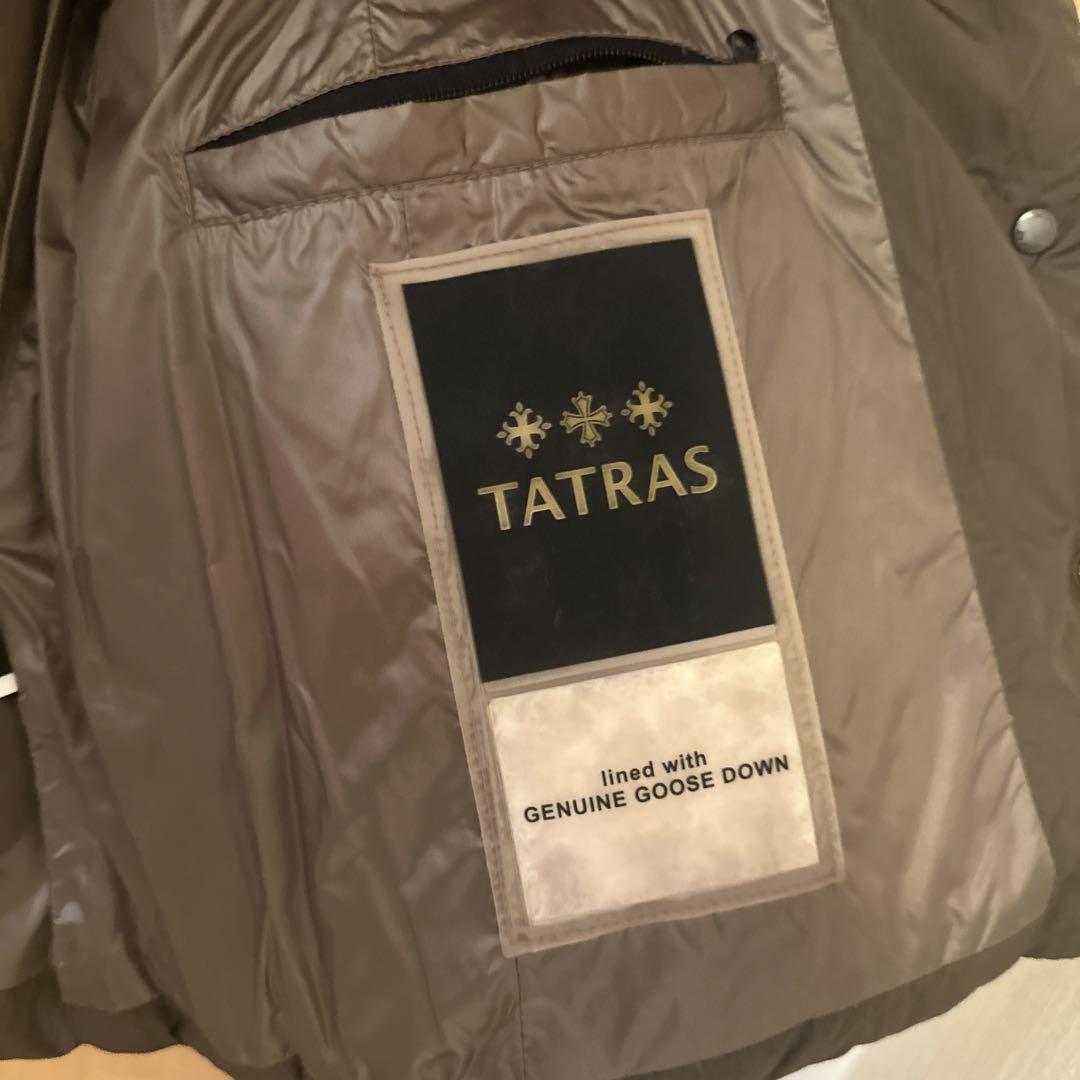 TATRAS
lined with
GENUINE GOOSE DOWN